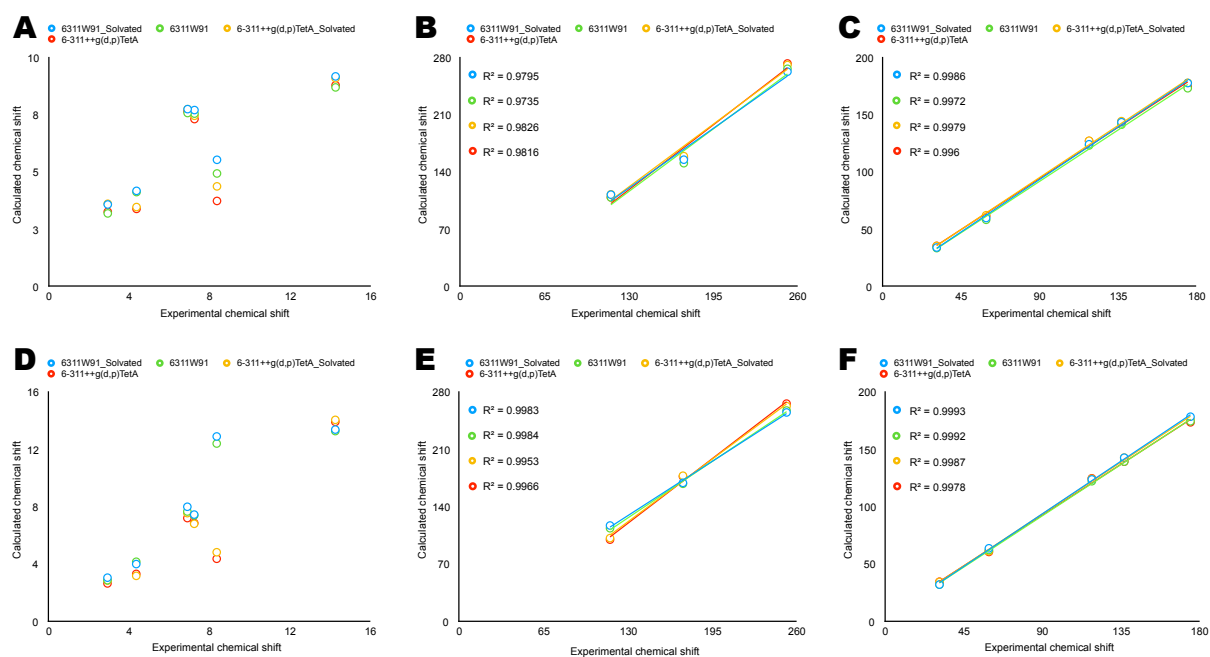 A
6311W91_Solvated 6311W91 6-311++g(d,p)TetA_Solvated
6-311++g(d,p)TetA
10
8
5
3
0
Calculated chemical shift
0 4 8 12 16
Experimental chemical shift
B
6311W91_Solvated 6311W91 6-311++g(d,p)TetA_Solvated
6-311++g(d,p)TetA
280
210
140
70
0
Calculated chemical shift
R² = 0.9795
R² = 0.9735
R² = 0.9826
R² = 0.9816
0 65 130 195 260
Experimental chemical shift
C
6311W91_Solvated 6311W91 6-311++g(d,p)TetA_Solvated
6-311++g(d,p)TetA
200
150
100
50
0
Calculated chemical shift
R² = 0.9986
R² = 0.9972
R² = 0.9979
R² = 0.996
0 45 90 135 180
Experimental chemical shift
D
6311W91_Solvated 6311W91 6-311++g(d,p)TetA_Solvated
6-311++g(d,p)TetA
16
12
8
4
0
Calculated chemical shift
0 4 8 12 16
Experimental chemical shift
E
6311W91_Solvated 6311W91 6-311++g(d,p)TetA_Solvated
6-311++g(d,p)TetA
280
210
140
70
0
Calculated chemical shift
R² = 0.9983
R² = 0.9984
R² = 0.9953
R² = 0.9966
0 65 130 195 260
Experimental chemical shift
F
6311W91_Solvated 6311W91 6-311++g(d,p)TetA_Solvated
6-311++g(d,p)TetA
200
150
100
50
0
Calculated chemical shift
R² = 0.9993
R² = 0.9992
R² = 0.9987
R² = 0.9978
0 45 90 135 180
Experimental chemical shift